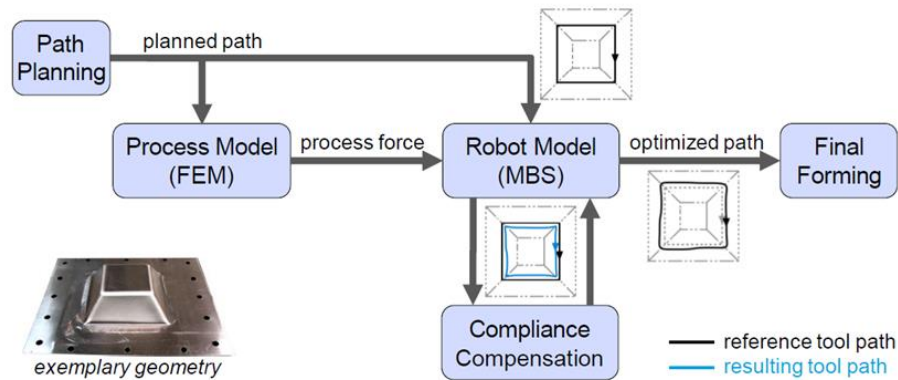 Path
Planning
planned path
Process Model
(FEM)
process force
Robot Model
(MBS)
optimized path
Final
Forming
Compliance
Compensation
exemplary geometry
reference tool path
resulting tool path